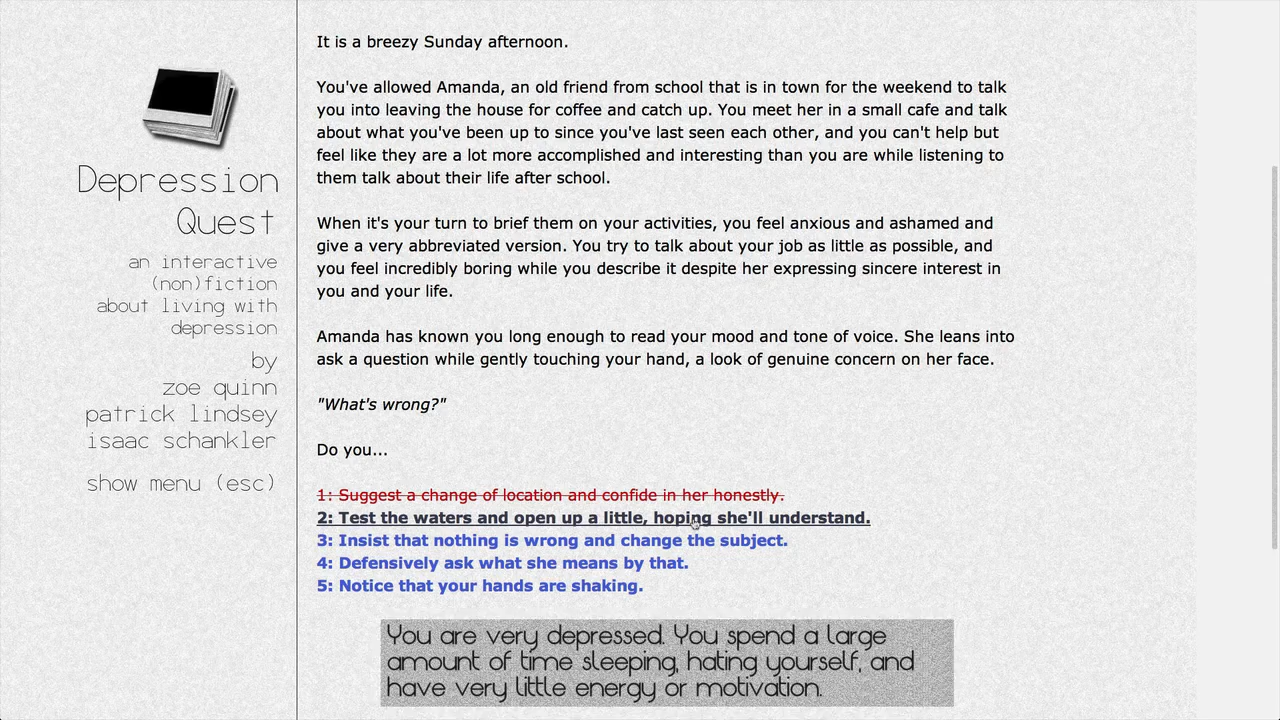 Depression
Quest
an interactive
(non)fiction
about living with
depression
by
zoe quinn
patrick lindsey
isaac schankler
show menu (esc)
It is a breezy Sunday afternoon.
You've allowed Amanda, an old friend from school that is in town for the weekend to talk
you into leaving the house for coffee and catch up. You meet her in a small cafe and talk
about what you've been up to since you've last seen each other, and you can't help but
feel like they are a lot more accomplished and interesting than you are while listening to
them talk about their life after school.
When it's your turn to brief them on your activities, you feel anxious and ashamed and
give a very abbreviated version. You try to talk about your job as little as possible, and
you feel incredibly boring while you describe it despite her expressing sincere interest in
you and your life.
Amanda has known you long enough to read your mood and tone of voice. She leans into
ask a question while gently touching your hand, a look of genuine concern on her face.
"What's wrong?"
Do you...
1: Suggest a change of location and confide in her honestly.
2: Test the waters and open up a little, hoping she'll understand.
3: Insist that nothing is wrong and change the subject.
4: Defensively ask what she means by that.
5: Notice that your hands are shaking.
You are very depressed. You spend a large
amount of time sleeping, hating yourself, and
have very little energy or motivation.